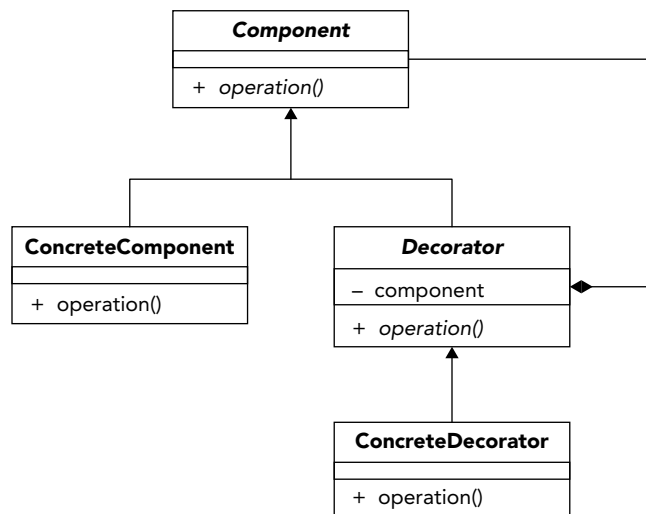 Component
+ operation()
ConcreteComponent
+ operation()
Decorator
– component
+ operation()
ConcreteDecorator
+ operation()